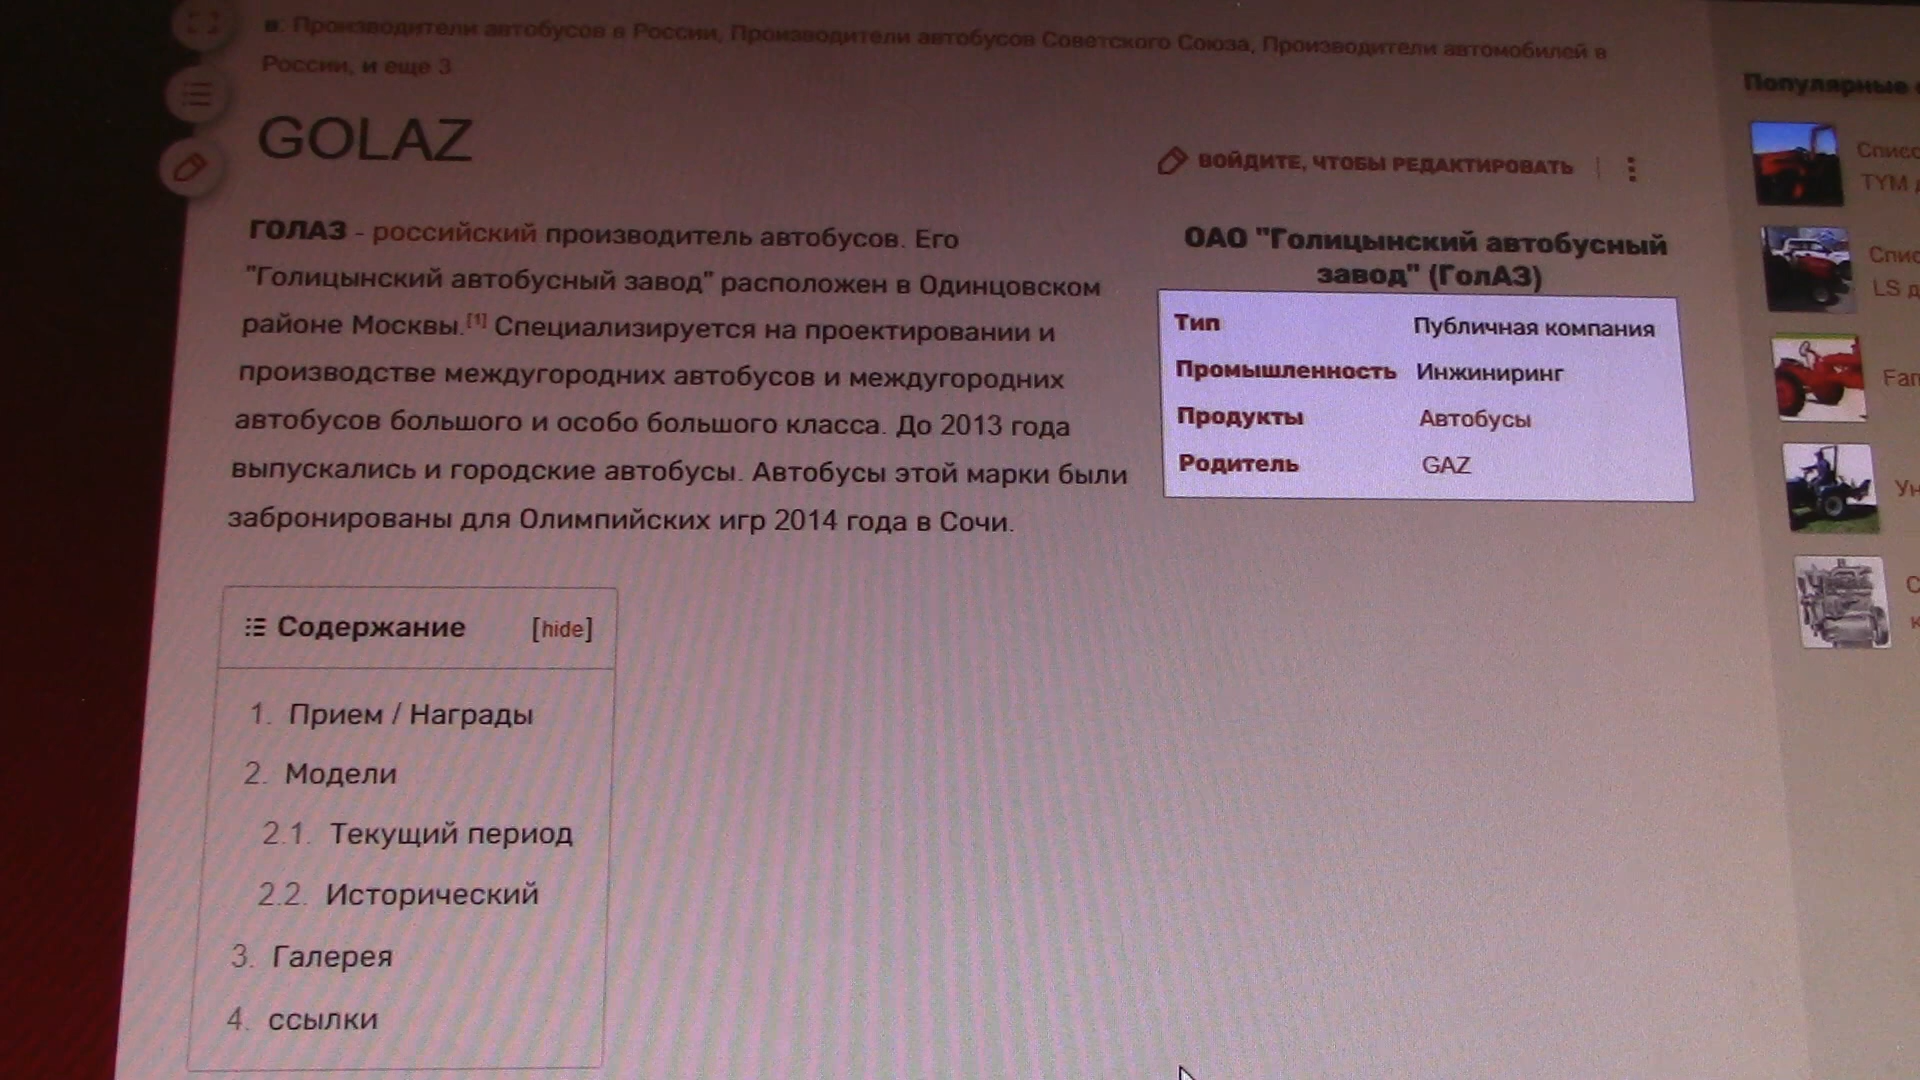 в: Производители автобусов в России, Производители автобусов Советского Союза, Производители автомобилей в
России, и еще 3
GOLAZ
ВОЙДИТЕ, ЧТОБЫ РЕДАКТИРОВАТЬ
ГОЛАЗ - российский производитель автобусов. Его
"Голицынский автобусный завод" расположен в Одинцовском
районе Москвы.[1] Специализируется на проектировании и
производстве междугородних автобусов и междугородних
автобусов большого и особо большого класса. До 2013 года
выпускались и городские автобусы. Автобусы этой марки были
забронированы для Олимпийских игр 2014 года в Сочи.
ОАО "Голицынский автобусный
завод" (ГолАЗ)
Тип Публичная компания
Промышленность Инжиниринг
Продукты Автобусы
Родитель GAZ
Содержание [hide]
1. Прием / Награды
2. Модели
2.1. Текущий период
2.2. Исторический
3. Галерея
4. ссылки
Популярные
TYM
LS